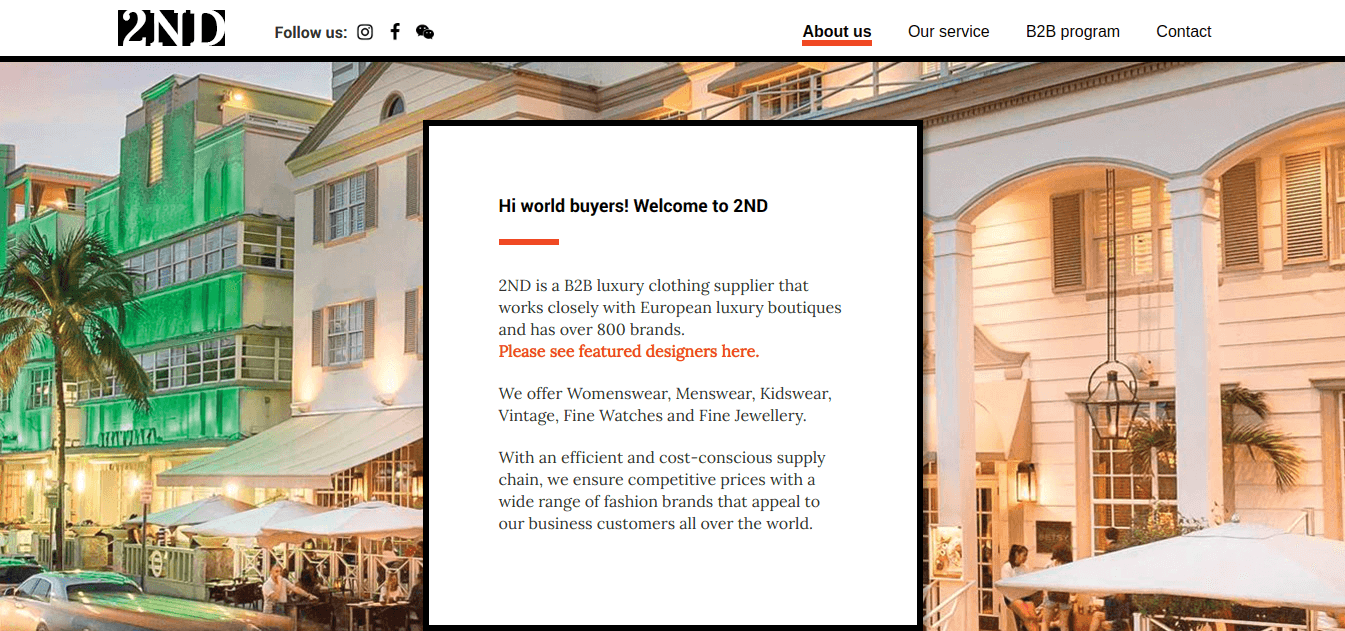 2ND
Follow us:
About us
Our service
B2B program
Contact
Hi world buyers! Welcome to 2ND
2ND is a B2B luxury clothing supplier that
works closely with European luxury boutiques
and has over 800 brands.
Please see featured designers here.
We offer Womenswear, Menswear, Kidswear,
Vintage, Fine Watches and Fine Jewellery.
With an efficient and cost-conscious supply
chain, we ensure competitive prices with a
wide range of fashion brands that appeal to
our business customers all over the world.